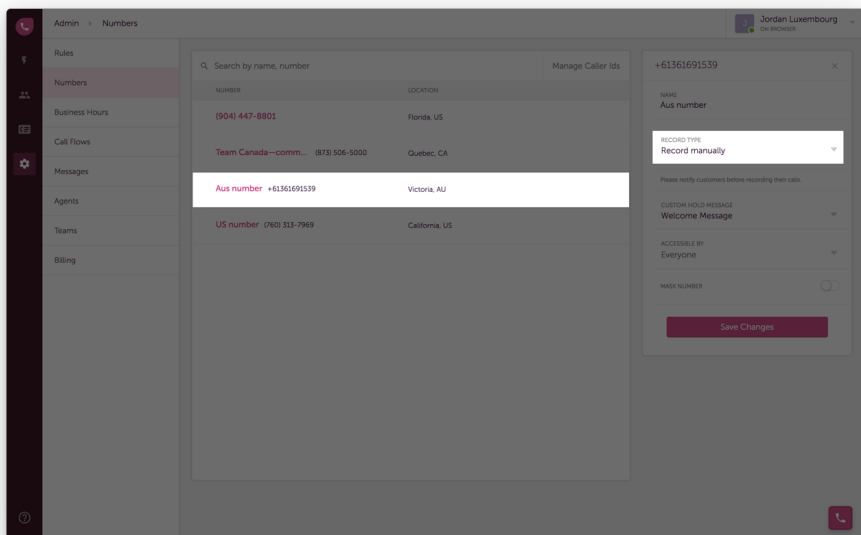 Admin › Numbers
J
Jordan Luxembourg
ON BROWSER
Rules
Numbers
Business Hours
Call Flows
Messages
Agents
Teams
Billing
Search by name, number
Manage Caller Ids
NUMBER LOCATION
(904) 447-8801 Florida, US
Team Canada—comm... (873) 506-5000 Quebec, CA
Aus number +61361691539 Victoria, AU
US number (760) 313-7969 California, US
+61361691539
NAME
Aus number
RECORD TYPE
Record manually
Please notify customers before recording their calls.
CUSTOM HOLD MESSAGE
Welcome Message
ACCESSIBLE BY
Everyone
MASK NUMBER
Save Changes